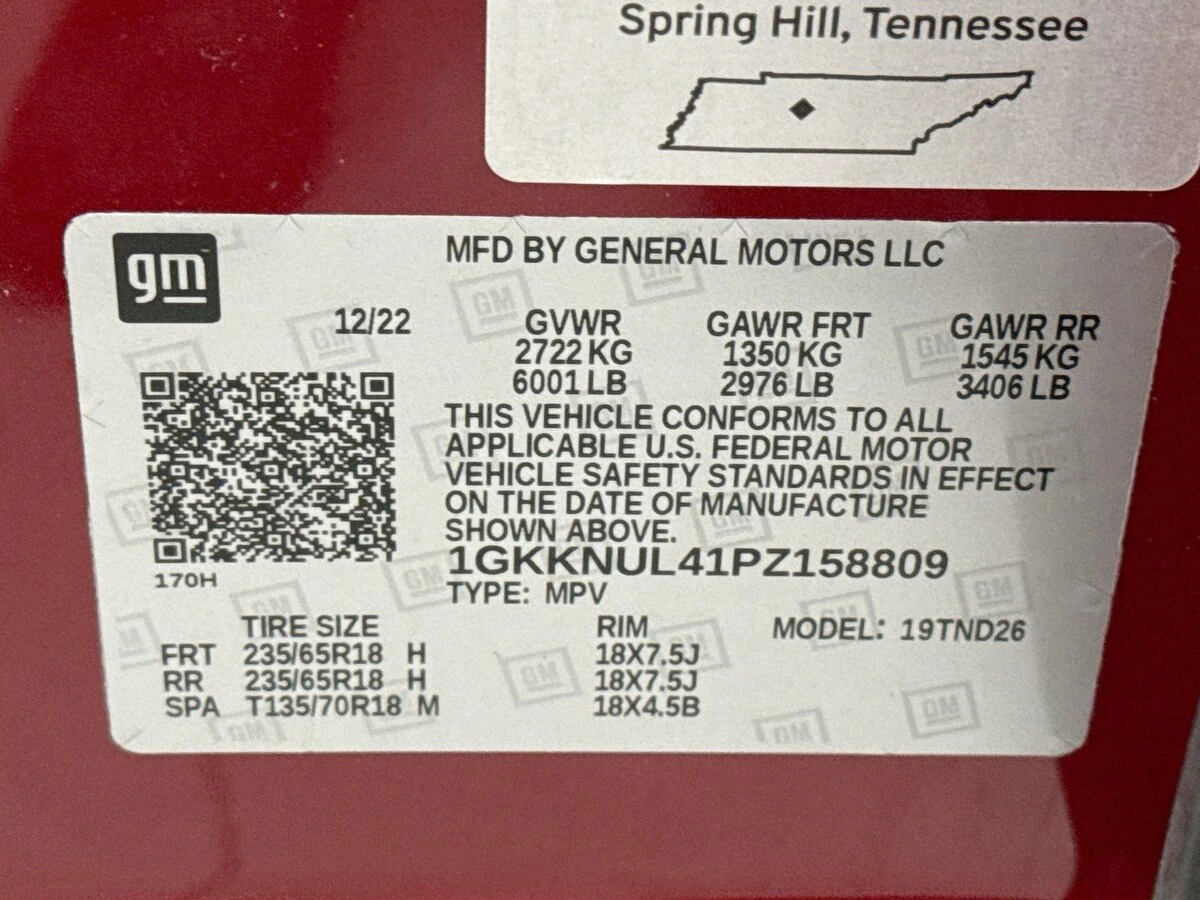 Spring Hill, Tennessee
gm
MFD BY GENERAL MOTORS LLC
12/22 GVWR GAWR FRT GAWR RR
2722 KG 1350 KG 1545 KG
6001 LB 2976 LB 3406 LB
THIS VEHICLE CONFORMS TO ALL
APPLICABLE U.S. FEDERAL MOTOR
VEHICLE SAFETY STANDARDS IN EFFECT
ON THE DATE OF MANUFACTURE
SHOWN ABOVE.
1GKKNUL41PZ158809
170H
TYPE: MPV
TIRE SIZE RIM MODEL: 19TND26
FRT 235/65R18 H 18X7.5J
RR 235/65R18 H 18X7.5J
SPA T135/70R18 M 18X4.5B